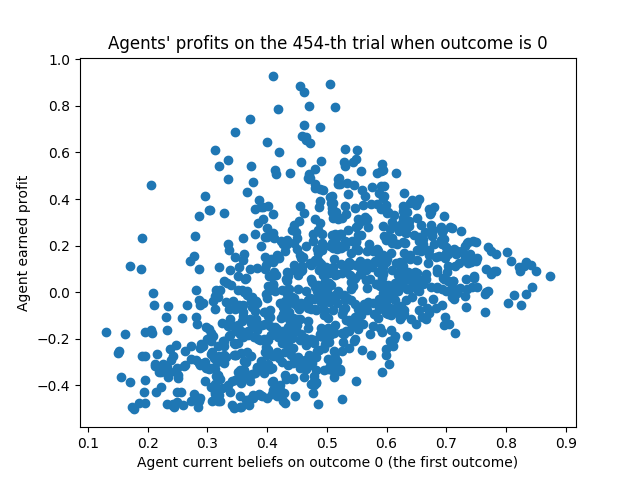 Agents' profits on the 454-th trial when outcome is 0
1.0
0.8
0.6
0.4
0.2
0.0
−0.2
−0.4
Agent earned profit
0.1 0.2 0.3 0.4 0.5 0.6 0.7 0.8 0.9
Agent current beliefs on outcome 0 (the first outcome)